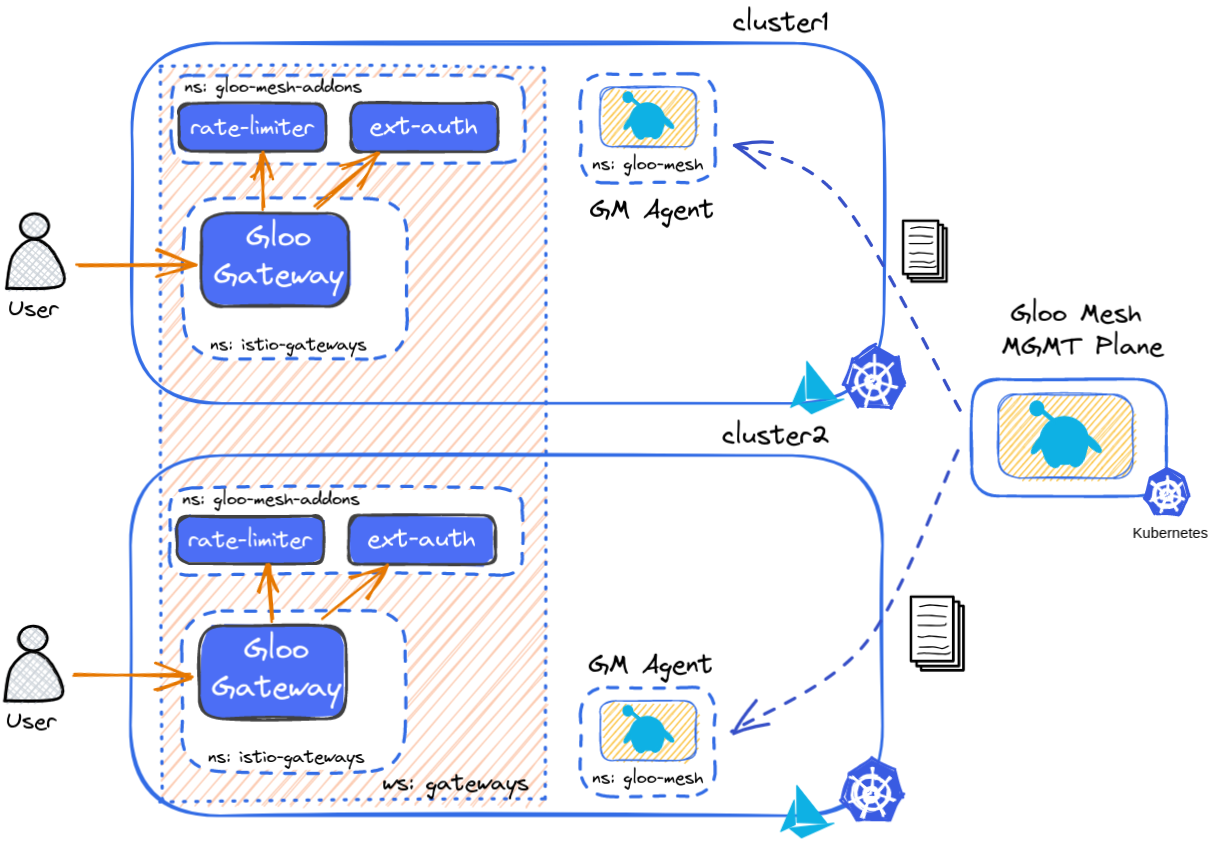 cluster1
ns: gloo-mesh-addons
rate-limiter
ext-auth
ns: gloo-mesh
GM Agent
Gloo
Gateway
ns: istio-gateways
User
Gloo Mesh
MGMT Plane
Kubernetes
cluster2
ns: gloo-mesh-addons
rate-limiter
ext-auth
Gloo
Gateway
ns: istio-gateways
User
GM Agent
ns: gloo-mesh
ws: gateways